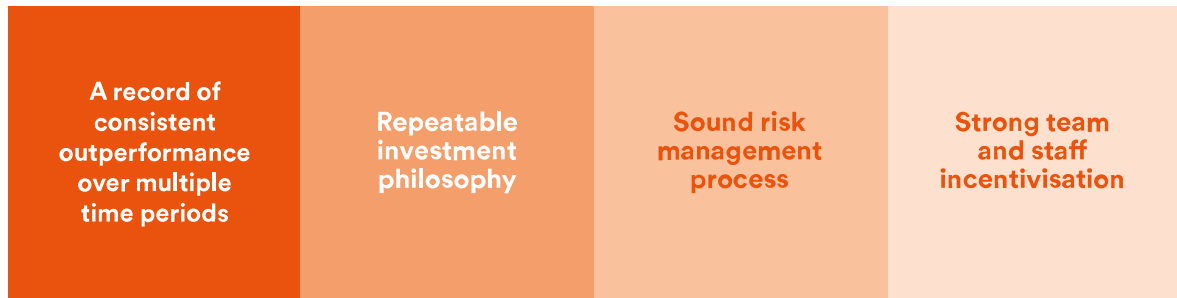 A record of
consistent
outperformance
over multiple
time periods
Repeatable
investment
philosophy
Sound risk
management
process
Strong team
and staff
incentivisation